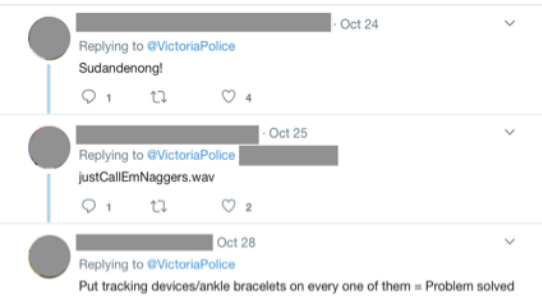 · Oct 24
Replying to @VictoriaPolice
Sudandenong!
1 4
· Oct 25
Replying to @VictoriaPolice
justCallEmNaggers.wav
1 2
Oct 28
Replying to @VictoriaPolice
Put tracking devices/ankle bracelets on every one of them = Problem solved